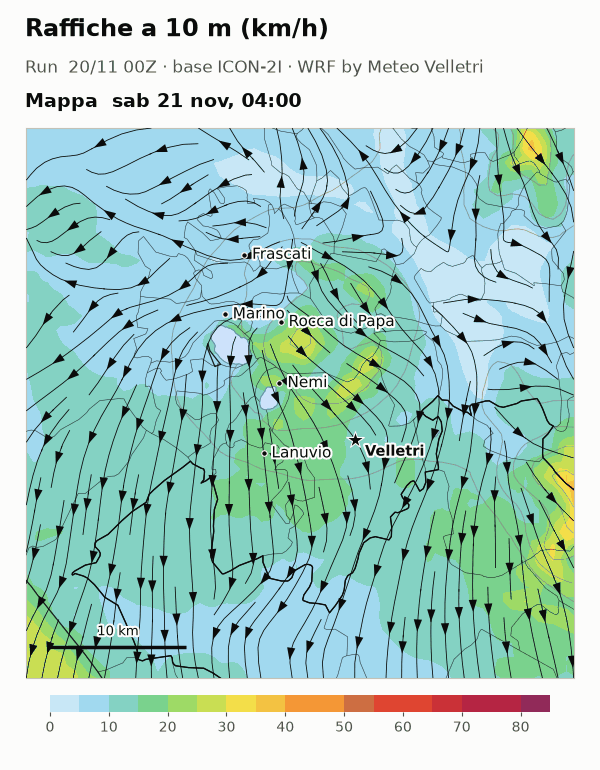 Raffiche a 10 m (km/h)
Run  20/11 00Z · base ICON-2I · WRF by Meteo Velletri
Mappa  sab 21 nov, 04:00
Frascati
Marino
Rocca di Papa
Nemi
Velletri
Lanuvio
10 km
0 10 20 30 40 50 60 70 80